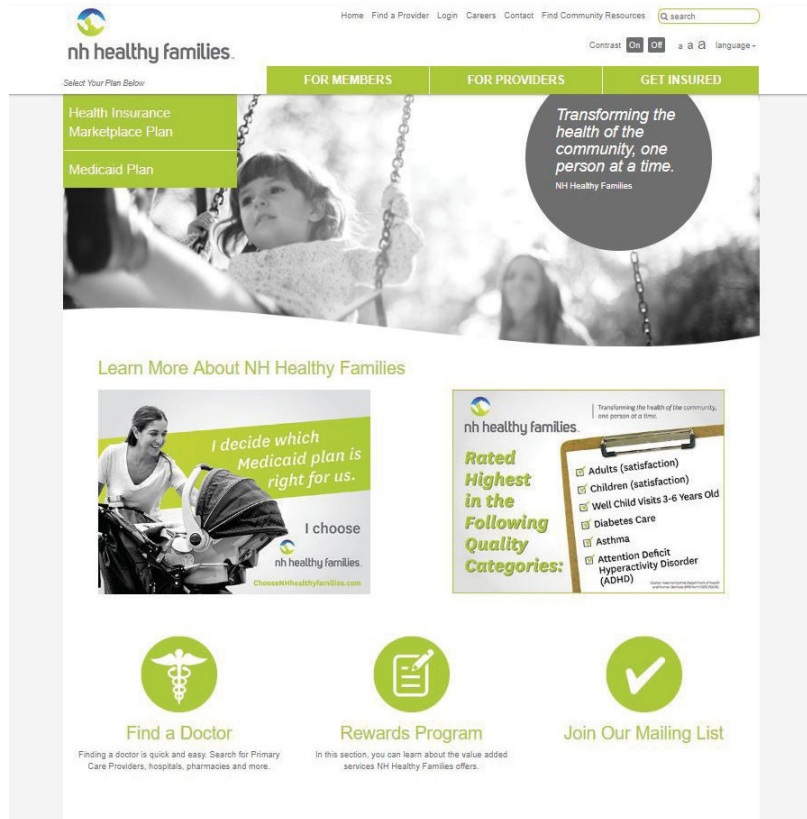 Home Find a Provider Login Careers Contact Find Community Resources search
nh healthy families.
Contrast On Off a a a language
Select Your Plan Below
FOR MEMBERS FOR PROVIDERS GET INSURED
Health Insurance
Marketplace Plan
Medicaid Plan
Transforming the
health of the
community, one
person at a time.
NH Healthy Families
Learn More About NH Healthy Families
I decide which
Medicaid plan is
right for us.
I choose
nh healthy families.
ChooseNHhealthyfamilies.com
nh healthy families.
Transforming the health of the community,
one person at a time.
Rated
Highest
in the
Following
Quality
Categories:
Adults (satisfaction)
Children (satisfaction)
Well Child Visits 3-6 Years Old
Diabetes Care
Asthma
Attention Deficit
Hyperactivity Disorder
(ADHD)
Find a Doctor
Finding a doctor is quick and easy. Search for Primary
Care Providers, hospitals, pharmacies and more.
Rewards Program
In this section, you can learn about the value added
services NH Healthy Families offers.
Join Our Mailing List